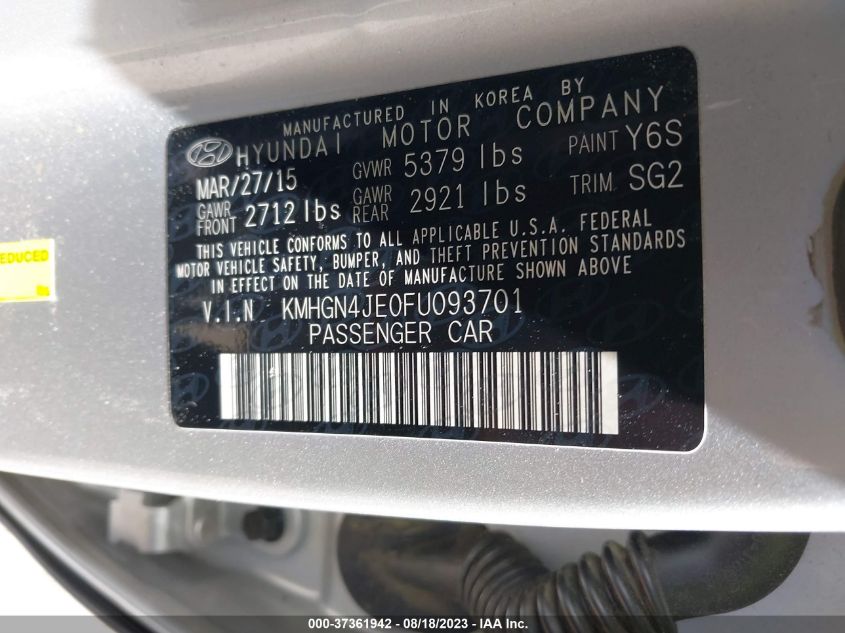 MANUFACTURED IN KOREA BY
HYUNDAI MOTOR COMPANY
MAR/27/15 GVWR 5379 lbs PAINT Y6S
GAWR FRONT 2712 lbs GAWR REAR 2921 lbs TRIM SG2
THIS VEHICLE CONFORMS TO ALL APPLICABLE U.S.A. FEDERAL
MOTOR VEHICLE SAFETY, BUMPER, AND THEFT PREVENTION STANDARDS
IN EFFECT ON THE DATE OF MANUFACTURE SHOWN ABOVE
V.I.N KMHGN4JE0FU093701
PASSENGER CAR
EDUCED
000-37361942 - 08/18/2023 - IAA Inc.